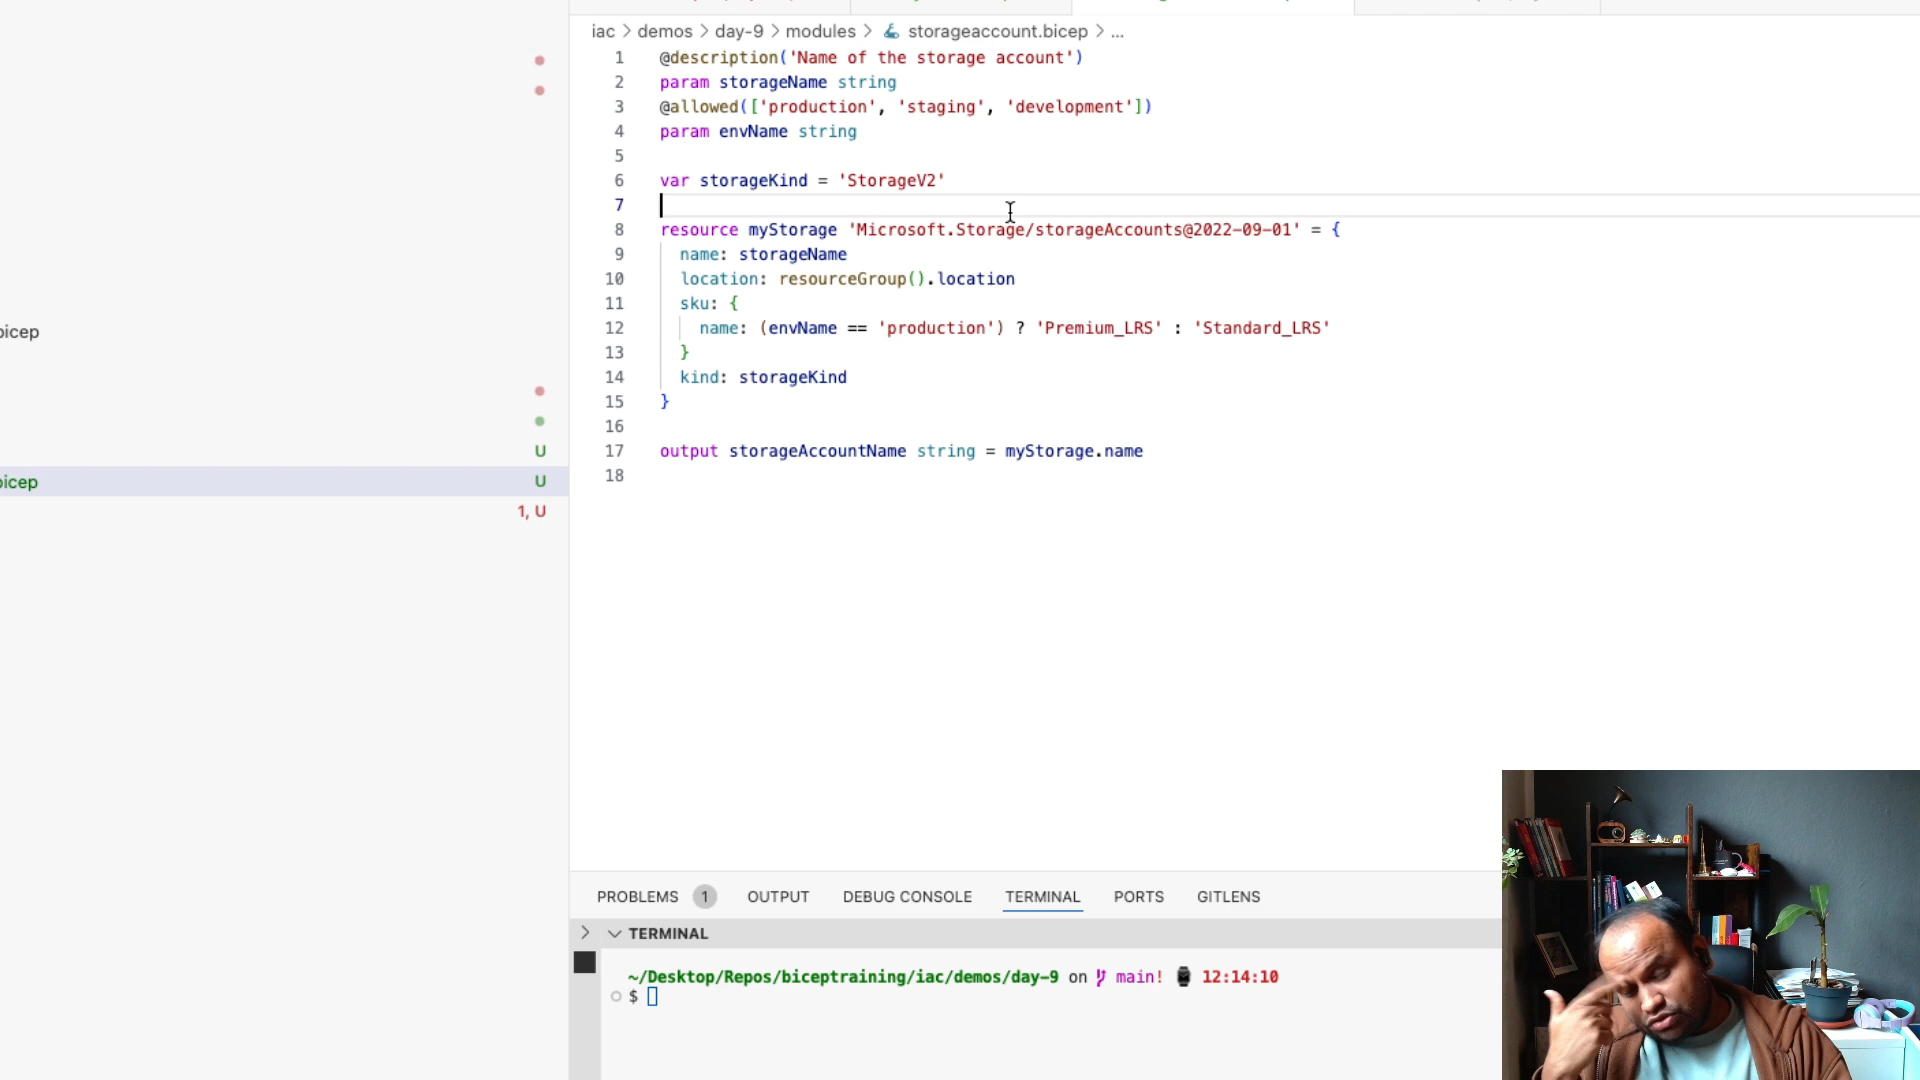 iac > demos > day-9 > modules > storageaccount.bicep > ...
1 @description('Name of the storage account')
2 param storageName string
3 @allowed(['production', 'staging', 'development'])
4 param envName string
5
6 var storageKind = 'StorageV2'
7
8 resource myStorage 'Microsoft.Storage/storageAccounts@2022-09-01' = {
9 name: storageName
10 location: resourceGroup().location
11 sku: {
12 name: (envName == 'production') ? 'Premium_LRS' : 'Standard_LRS'
13 }
14 kind: storageKind
15 }
16
17 output storageAccountName string = myStorage.name
18
bicep
U
bicep U
1, U
PROBLEMS 1 OUTPUT DEBUG CONSOLE TERMINAL PORTS GITLENS
TERMINAL
~/Desktop/Repos/biceptraining/iac/demos/day-9 on main! 12:14:10
$